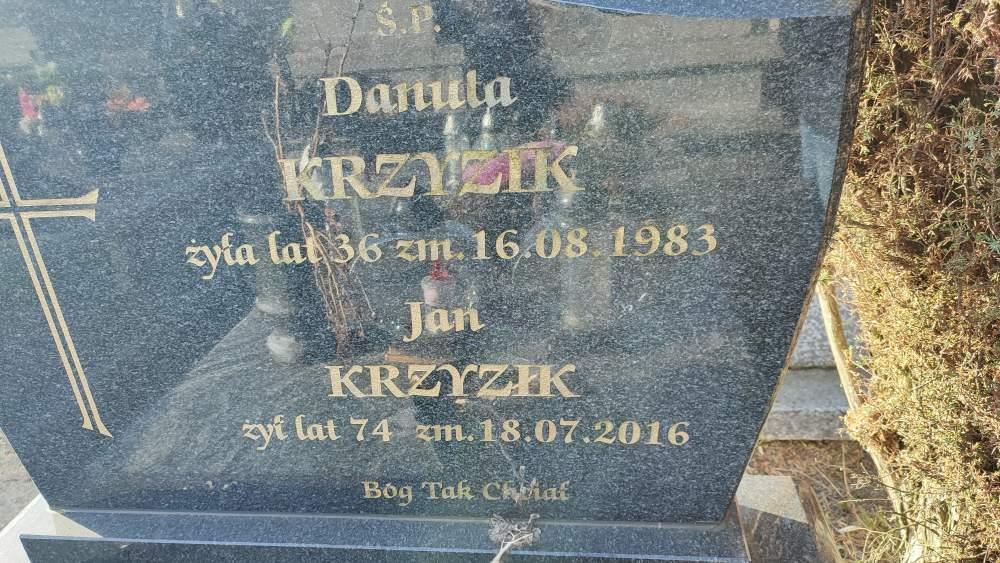 Ś.P.
Danuta
KRZYZIK
żyła lat 36 zm. 16.08.1983
Jan
KRZYZIK
żył lat 74 zm. 18.07.2016
Bóg Tak Chciał